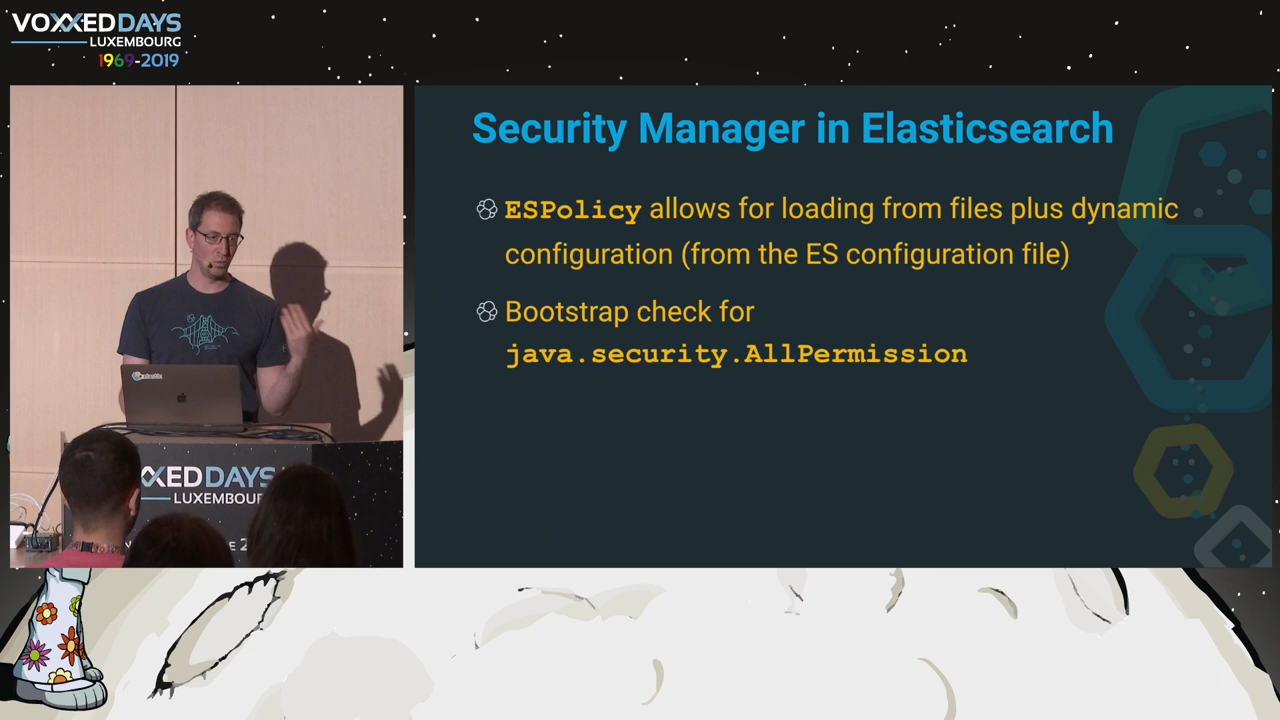 VOXXED DAYS
LUXEMBOURG
1969-2019
Security Manager in Elasticsearch
ESPolicy allows for loading from files plus dynamic
configuration (from the ES configuration file)
Bootstrap check for
java.security.AllPermission
XXED DAYS
LUXEMBOUR